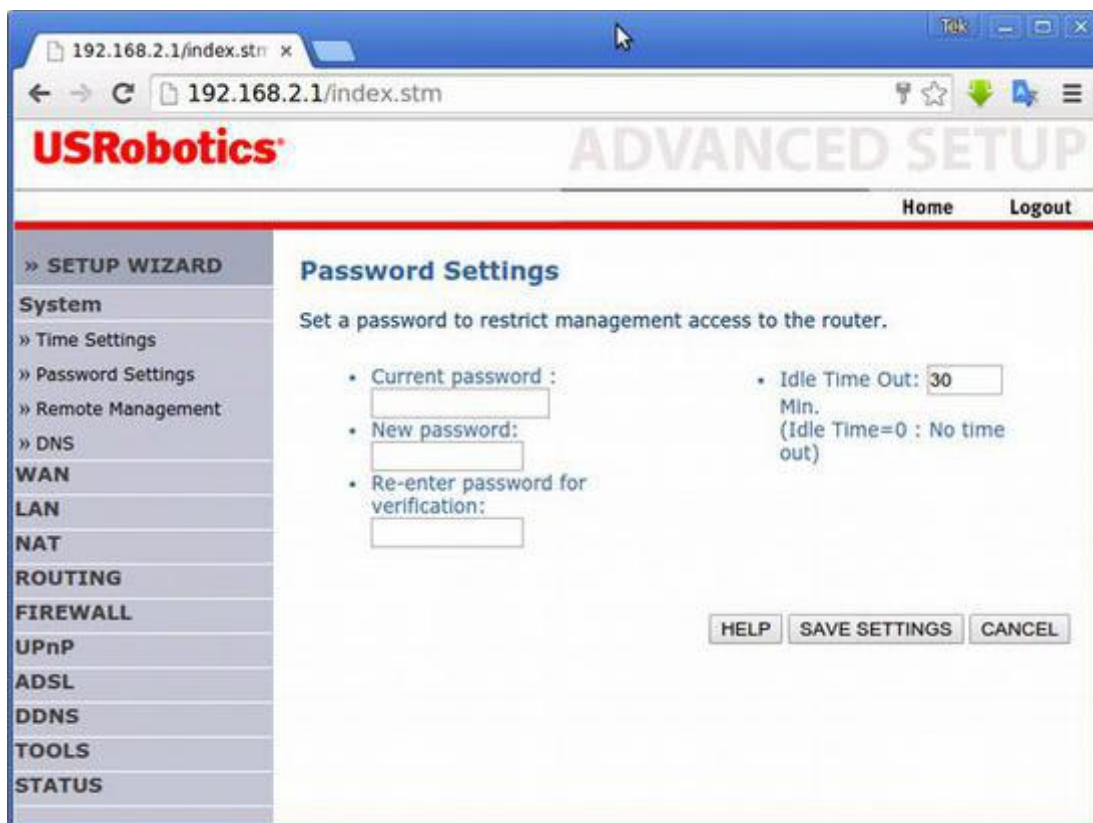 Tek
192.168.2.1/index.str
192.168.2.1/index.stm
USRobotics
ADVANCED SETUP
Home Logout
» SETUP WIZARD
System
» Time Settings
» Password Settings
» Remote Management
» DNS
WAN
LAN
NAT
ROUTING
FIREWALL
UPnP
ADSL
DDNS
TOOLS
STATUS
Password Settings
Set a password to restrict management access to the router.
• Current password :
• New password:
• Re-enter password for
verification:
• Idle Time Out: 30
Min.
(Idle Time=0 : No time
out)
HELP SAVE SETTINGS CANCEL